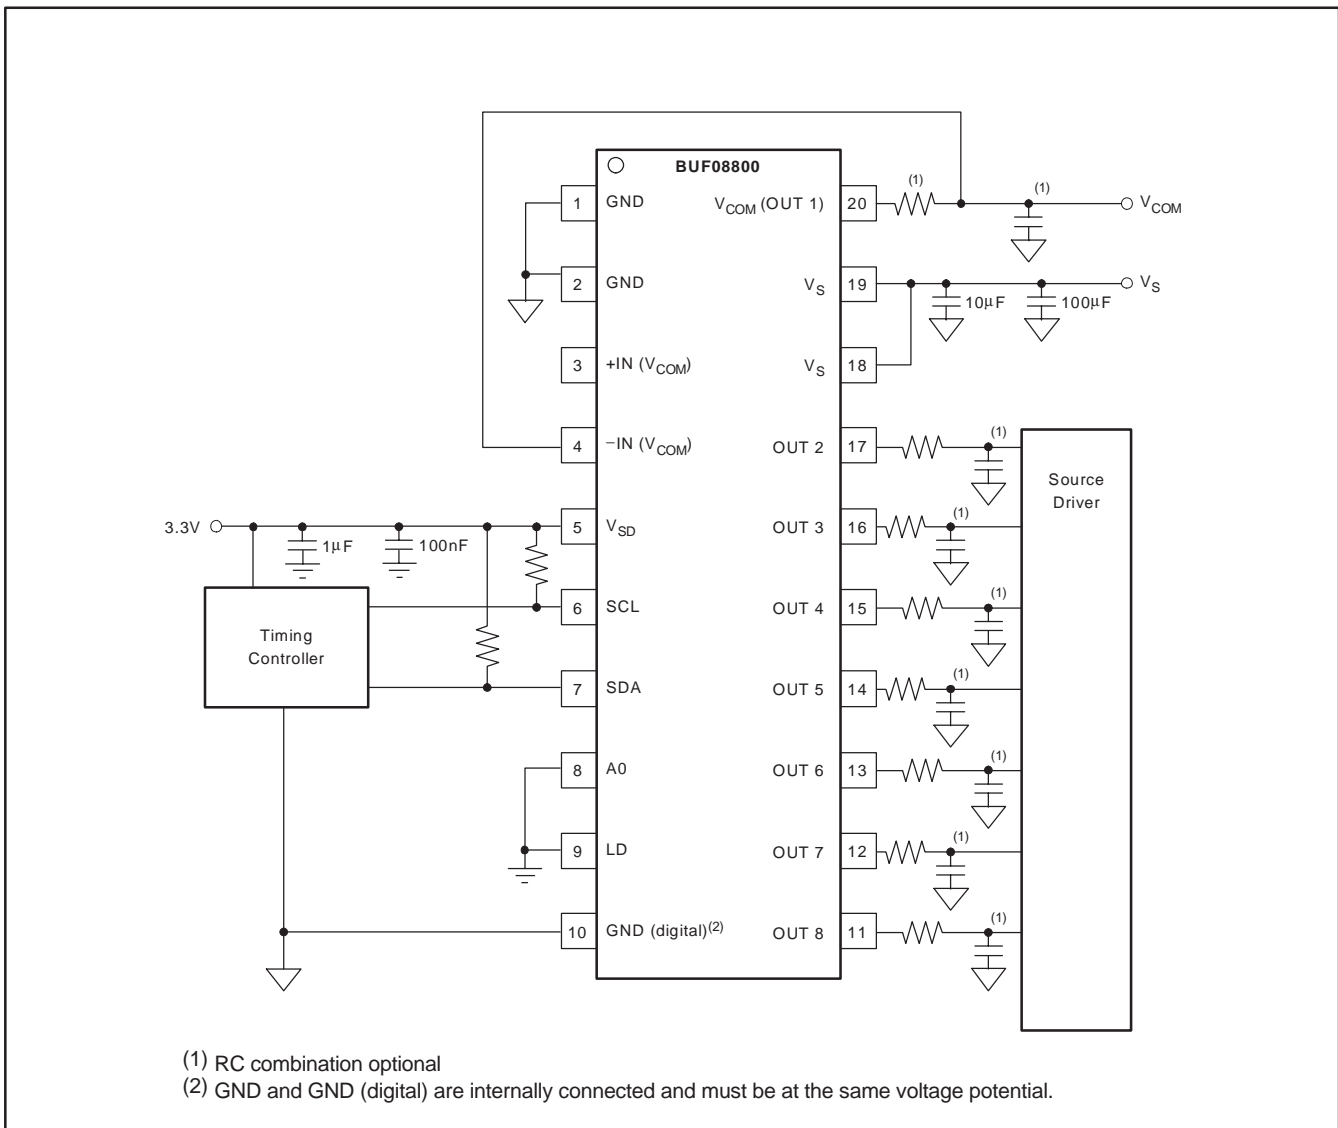 BUF08800
(1)
(1)
1 GND
V_COM (OUT 1) 20
V_COM
2 GND
V_S 19
10μF
100μF
V_S
3 +IN (V_COM)
V_S 18
4 −IN (V_COM)
OUT 2 17
(1)
Source
Driver
3.3V
1μF
100nF
5 V_SD
OUT 3 16
(1)
6 SCL
OUT 4 15
(1)
Timing
Controller
7 SDA
OUT 5 14
(1)
8 A0
OUT 6 13
(1)
9 LD
OUT 7 12
(1)
10 GND (digital)(2)
OUT 8 11
(1)
(1) RC combination optional
(2) GND and GND (digital) are internally connected and must be at the same voltage potential.